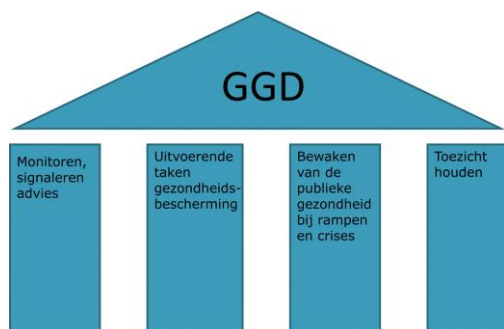 GGD
Monitoren,
signaleren
advies
Uitvoerende
taken
gezondheids-
bescherming
Bewaken
van de
publieke
gezondheid
bij rampen
en crises
Toezicht
houden